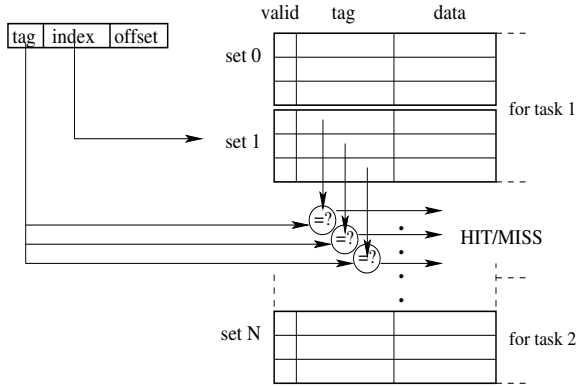 valid tag data
tag index offset
set 0
for task 1
set 1
=?
=?
=?
HIT/MISS
set N
for task 2